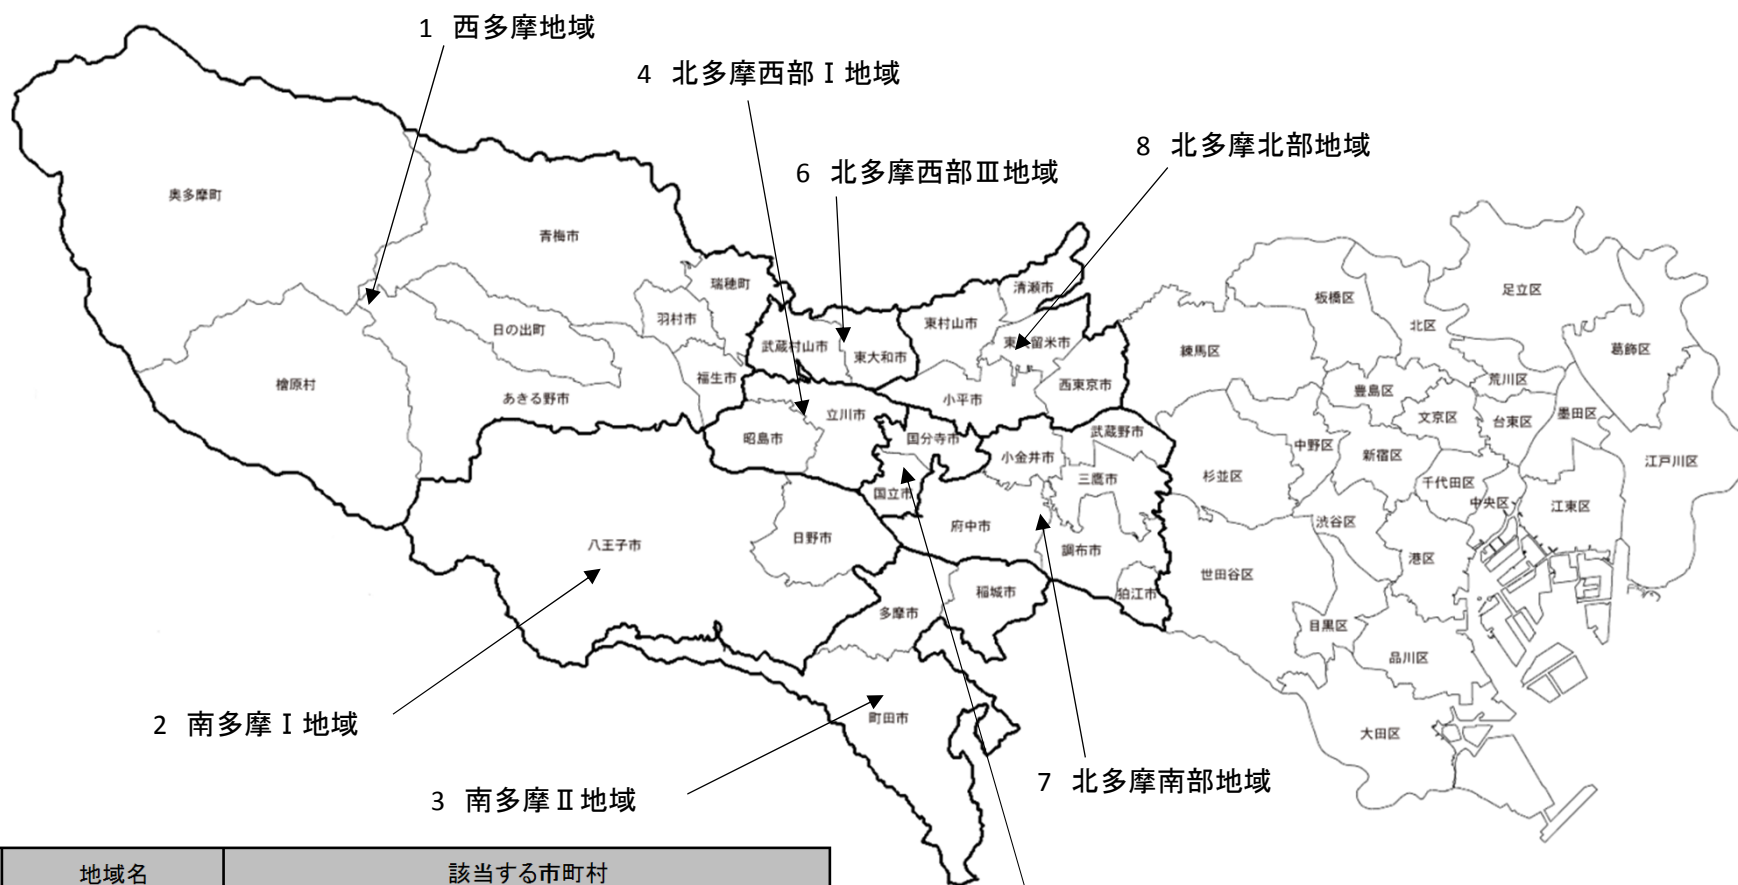 1 西多摩地域
4 北多摩西部Ⅰ地域
8 北多摩北部地域
6 北多摩西部Ⅲ地域
奥多摩町
青梅市
瑞穂町
清瀬市
足立区
板橋区
羽村市
日の出町
東村山市
北区
武蔵村山市
東大和市
東久留米市
練馬区
葛飾区
檜原村
福生市
西東京市
豊島区
荒川区
あきる野市
小平市
立川市
文京区
台東区
墨田区
昭島市
国分寺市
武蔵野市
中野区
小金井市
新宿区
江戸川区
三鷹市
杉並区
千代田区
国立市
中央区
江東区
府中市
渋谷区
日野市
八王子市
調布市
港区
世田谷区
稲城市
狛江市
多摩市
目黒区
品川区
町田市
2 南多摩Ⅰ地域
大田区
7 北多摩南部地域
3 南多摩Ⅱ地域
地域名 該当する市町村